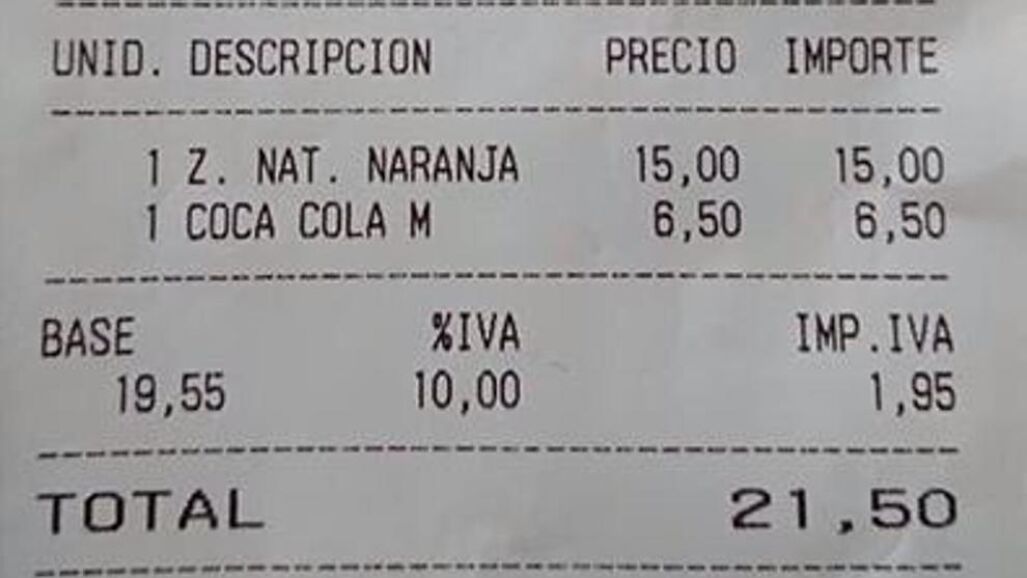 UNID. DESCRIPCION PRECIO IMPORTE
1 Z. NAT. NARANJA 15,00 15,00
1 COCA COLA M 6,50 6,50
BASE %IVA IMP.IVA
19,55 10,00 1,95
TOTAL 21,50